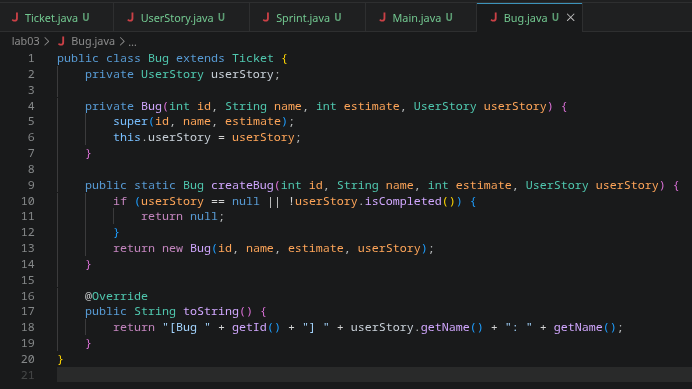 Ticket.java U UserStory.java U Sprint.java U Main.java U Bug.java U
lab03 > Bug.java > ...
1 public class Bug extends Ticket {
2     private UserStory userStory;
3
4     private Bug(int id, String name, int estimate, UserStory userStory) {
5         super(id, name, estimate);
6         this.userStory = userStory;
7     }
8
9     public static Bug createBug(int id, String name, int estimate, UserStory userStory) {
10         if (userStory == null || !userStory.isCompleted()) {
11             return null;
12         }
13         return new Bug(id, name, estimate, userStory);
14     }
15
16     @Override
17     public String toString() {
18         return "[Bug " + getId() + "] " + userStory.getName() + ": " + getName();
19     }
20 }
21